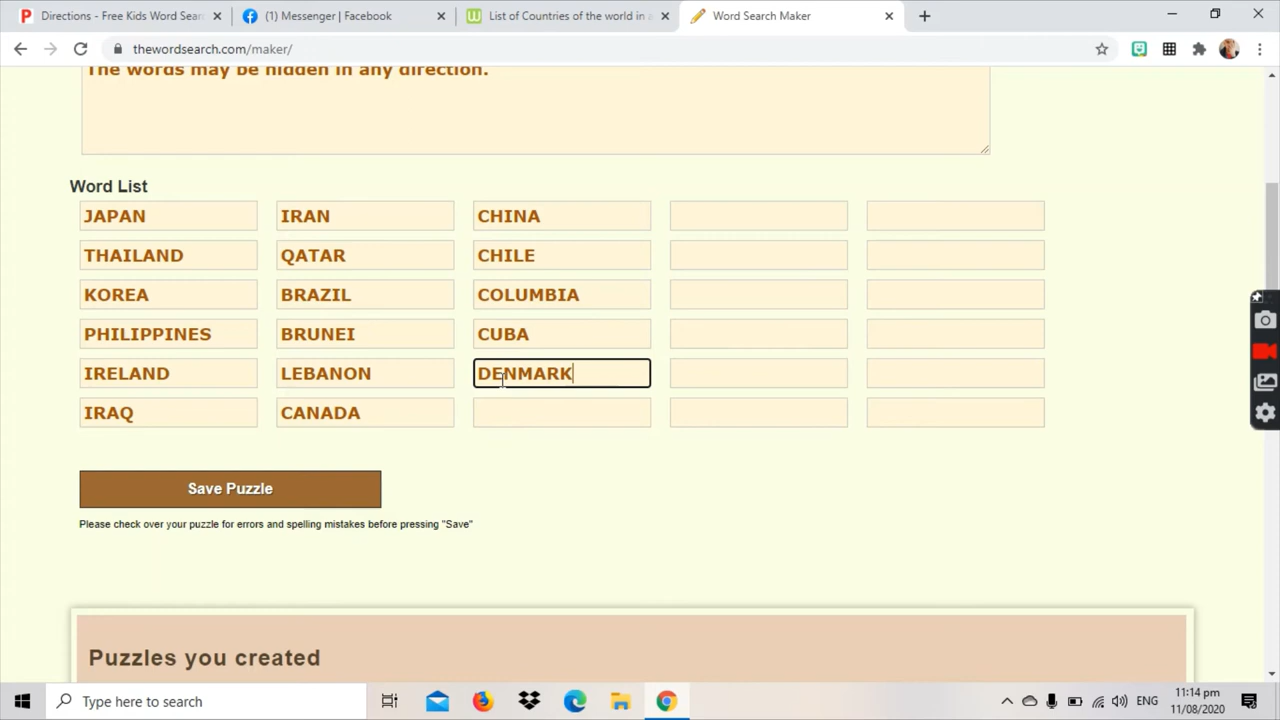 Directions - Free Kids Word Sear
(1) Messenger | Facebook
List of Countries of the world in a
Word Search Maker
thewordsearch.com/maker/
The words may be hidden in any direction.
Word List
JAPAN IRAN CHINA
THAILAND QATAR CHILE
KOREA BRAZIL COLUMBIA
PHILIPPINES BRUNEI CUBA
IRELAND LEBANON DENMARK
IRAQ CANADA
Save Puzzle
Please check over your puzzle for errors and spelling mistakes before pressing "Save"
Puzzles you created
Type here to search
ENG
11:14 pm
11/08/2020